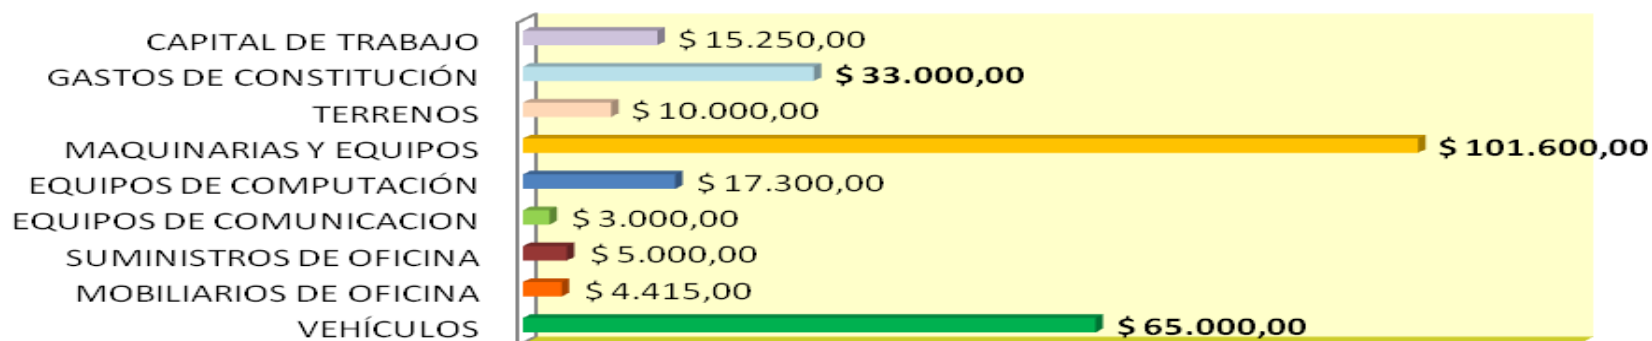 CAPITAL DE TRABAJO $ 15.250,00
GASTOS DE CONSTITUCIÓN $ 33.000,00
TERRENOS $ 10.000,00
MAQUINARIAS Y EQUIPOS $ 101.600,00
EQUIPOS DE COMPUTACIÓN $ 17.300,00
EQUIPOS DE COMUNICACION $ 3.000,00
SUMINISTROS DE OFICINA $ 5.000,00
MOBILIARIOS DE OFICINA $ 4.415,00
VEHÍCULOS $ 65.000,00